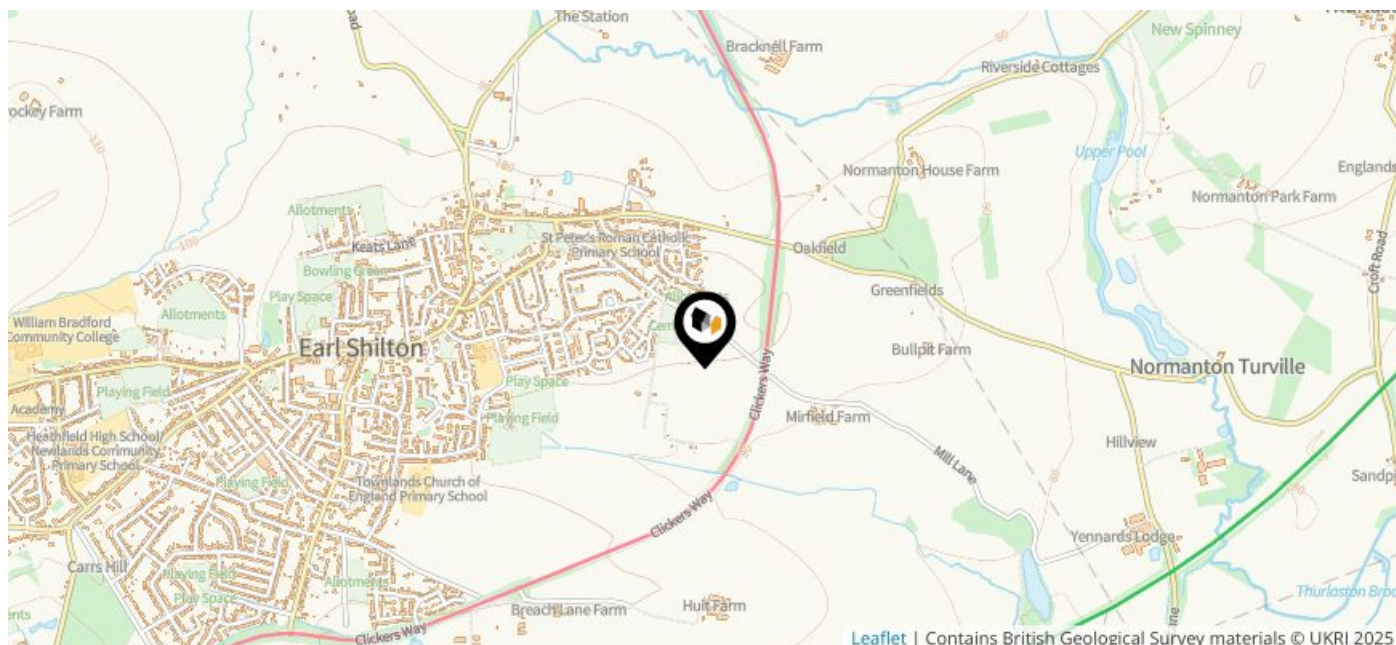 The Station
Bracknell Farm
New Spinney
Riverside Cottages
ockey Farm
110
80
Upper Pool
100
Normanton House Farm
Englands
Normanton Park Farm
Allotments
Keats Lane
St Peter's Roman Catholic
Primary School
Oakfield
100
Bowling Green
Croft Road
Play Space
Greenfields
Allotments
William Bradford
Community College
Earl Shilton
Bullpit Farm
Normanton Turville
Clickers Way
Play Space
Playing Field
Academy
Playing Field
Mirfield Farm
Heathfield High School/
Newlands Community
Primary School
Hillview
Mill Lane
Playing Field
Townlands Church of
England Primary School
Clickers Way
Yennards Lodge
Carrs Hill
Playing Field
Play Space
Allotments
Breach Lane Farm
Huit Farm
Clickers Way
Leaflet | Contains British Geological Survey materials © UKRI 2025